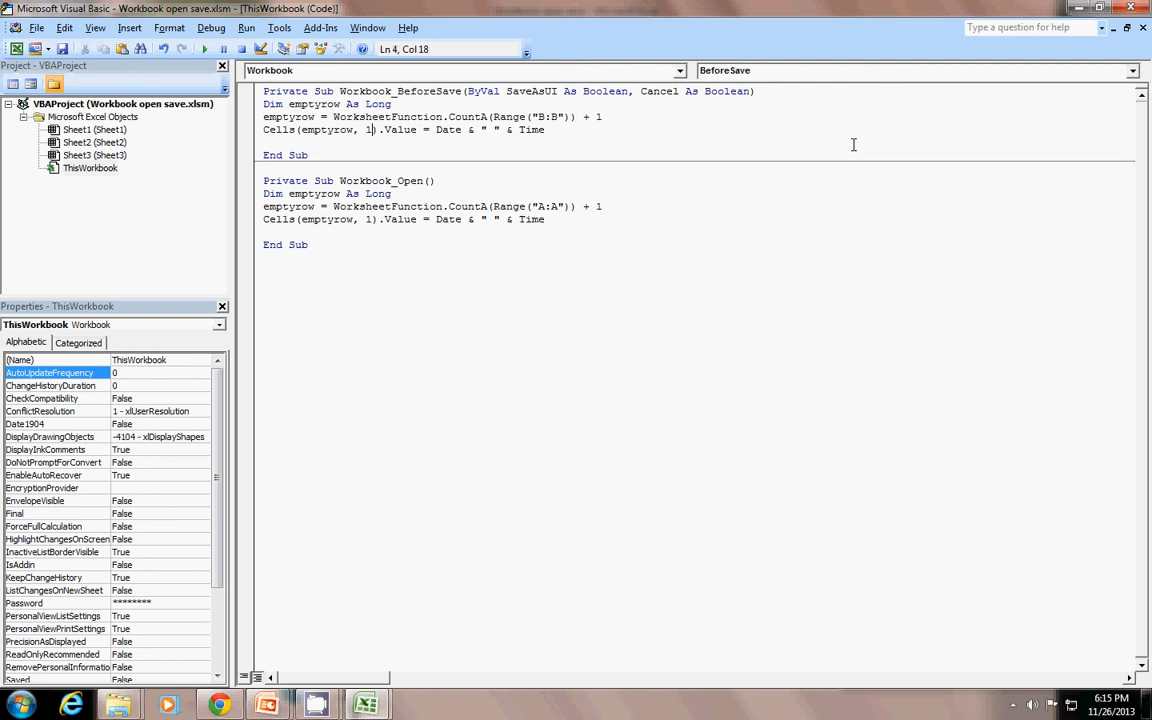 Microsoft Visual Basic - Workbook open save.xlsm - [ThisWorkbook (Code)]
File Edit View Insert Format Debug Run Tools Add-Ins Window Help
Type a question for help
Ln 4, Col 18
Project - VBAProject
VBAProject (Workbook open save.xlsm)
Microsoft Excel Objects
Sheet1 (Sheet1)
Sheet2 (Sheet2)
Sheet3 (Sheet3)
ThisWorkbook
Properties - ThisWorkbook
ThisWorkbook Workbook
Alphabetic Categorized
(Name) ThisWorkbook
AutoUpdateFrequency 0
ChangeHistoryDuration 0
CheckCompatibility False
ConflictResolution 1 - xlUserResolution
Date1904 False
DisplayDrawingObjects -4104 - xlDisplayShapes
DisplayInkComments True
DoNotPromptForConvert False
EnableAutoRecover True
EncryptionProvider
EnvelopeVisible False
Final False
ForceFullCalculation False
HighlightChangesOnScreen False
InactiveListBorderVisible True
IsAddin False
KeepChangeHistory True
ListChangesOnNewSheet False
Password ********
PersonalViewListSettings True
PersonalViewPrintSettings True
PrecisionAsDisplayed False
ReadOnlyRecommended False
RemovePersonalInformatio False
Saved False
Workbook BeforeSave
Private Sub Workbook_BeforeSave(ByVal SaveAsUI As Boolean, Cancel As Boolean)
Dim emptyrow As Long
emptyrow = WorksheetFunction.CountA(Range("B:B")) + 1
Cells(emptyrow, 1).Value = Date & " " & Time
End Sub
Private Sub Workbook_Open()
Dim emptyrow As Long
emptyrow = WorksheetFunction.CountA(Range("A:A")) + 1
Cells(emptyrow, 1).Value = Date & " " & Time
End Sub
6:15 PM
11/26/2013